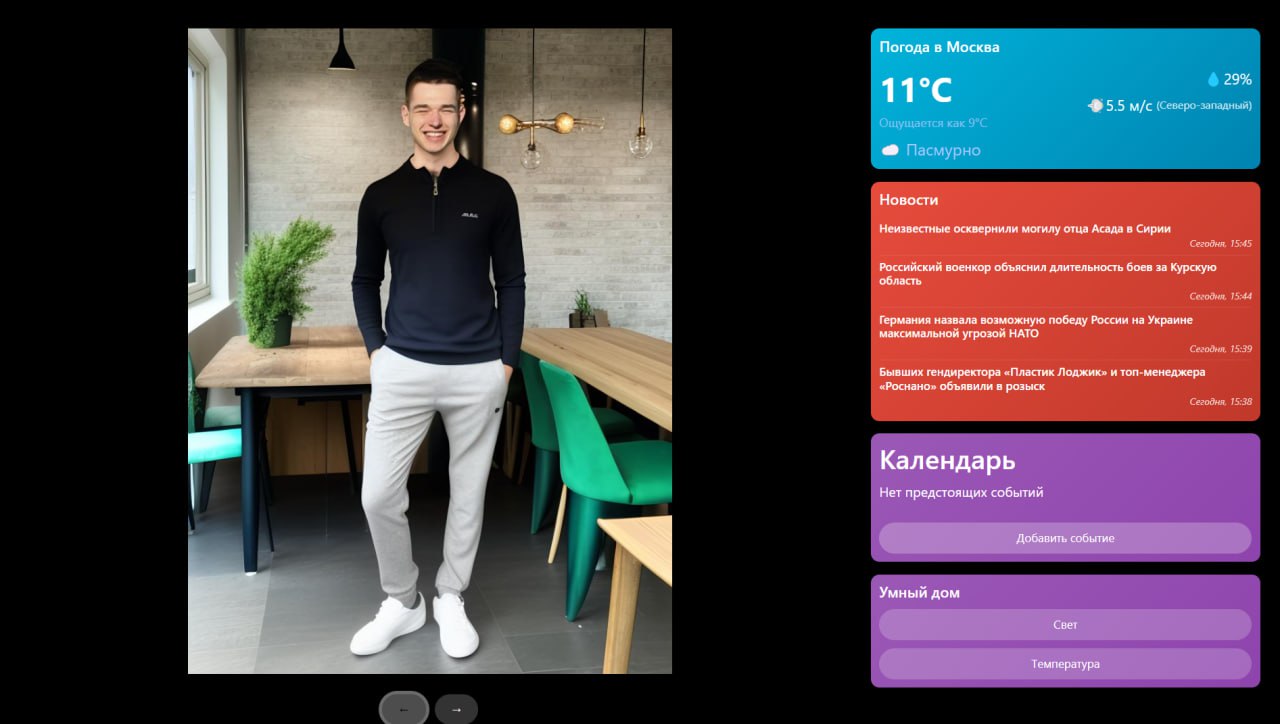 Погода в Москва
11°C
29%
5.5 м/с (Северо-западный)
Ощущается как 9°C
Пасмурно
Новости
Неизвестные осквернили могилу отца Асада в Сирии
Сегодня, 15:45
Российский военкор объяснил длительность боев за Курскую
область
Сегодня, 15:44
Германия назвала возможную победу России на Украине
максимальной угрозой НАТО
Сегодня, 15:39
Бывших гендиректора «Пластик Лоджик» и топ-менеджера
«Роснано» объявили в розыск
Сегодня, 15:38
Календарь
Нет предстоящих событий
Добавить событие
Умный дом
Свет
Температура
← →